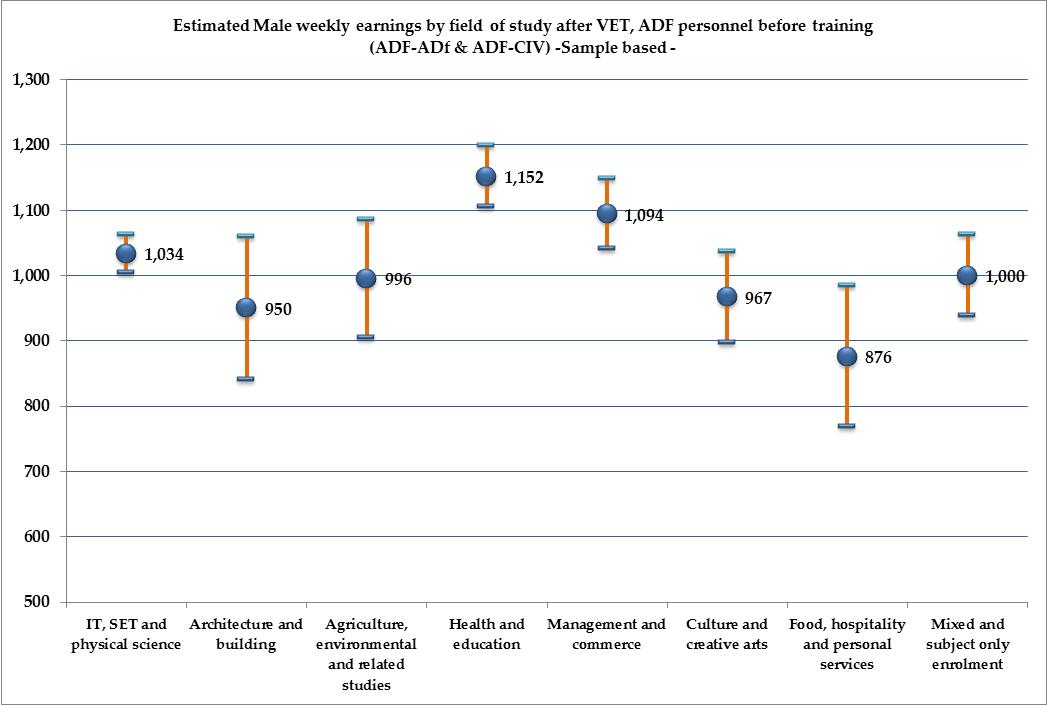 Estimated Male weekly earnings by field of study after VET, ADF personnel before training
(ADF-ADf & ADF-CIV) -Sample based -
1,300
1,200
1,100
1,000
900
800
700
600
500
1,034
950
996
1,152
1,094
967
876
1,000
IT, SET and
physical science
Architecture and
building
Agriculture,
environmental
and related
studies
Health and
education
Management and
commerce
Culture and
creative arts
Food, hospitality
and personal
services
Mixed and
subject only
enrolment